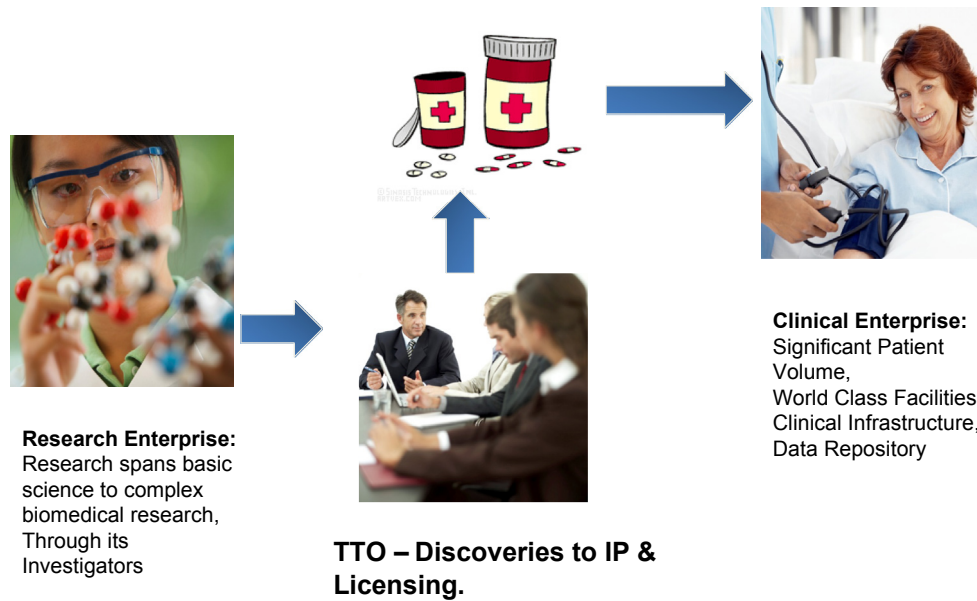 Research Enterprise:
Research spans basic
science to complex
biomedical research,
Through its
Investigators
TTO – Discoveries to IP &
Licensing.
Clinical Enterprise:
Significant Patient
Volume,
World Class Facilities
Clinical Infrastructure,
Data Repository